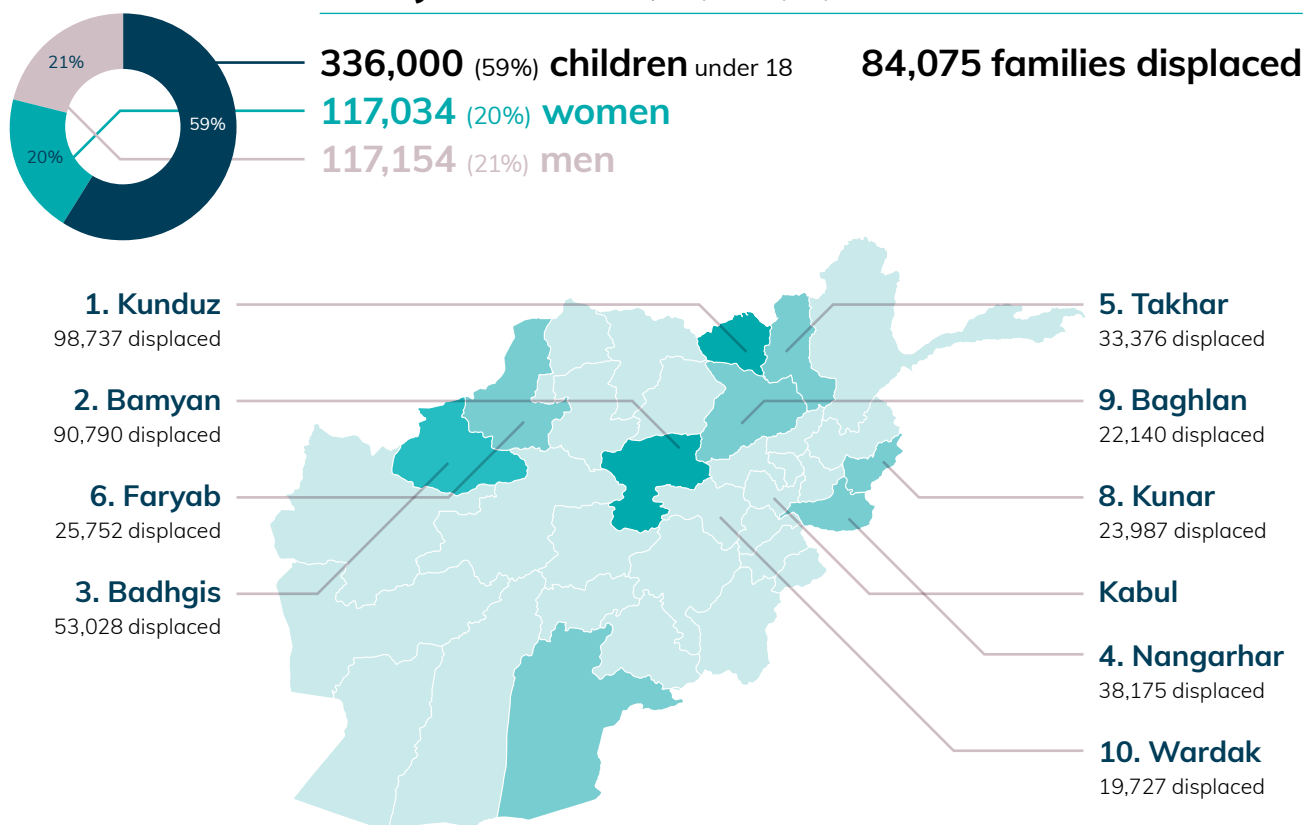 336,000 (59%) children under 18
84,075 families displaced
117,034 (20%) women
117,154 (21%) men
21%
59%
20%
1. Kunduz
98,737 displaced
2. Bamyan
90,790 displaced
6. Faryab
25,752 displaced
3. Badhgis
53,028 displaced
5. Takhar
33,376 displaced
9. Baghlan
22,140 displaced
8. Kunar
23,987 displaced
Kabul
4. Nangarhar
38,175 displaced
10. Wardak
19,727 displaced